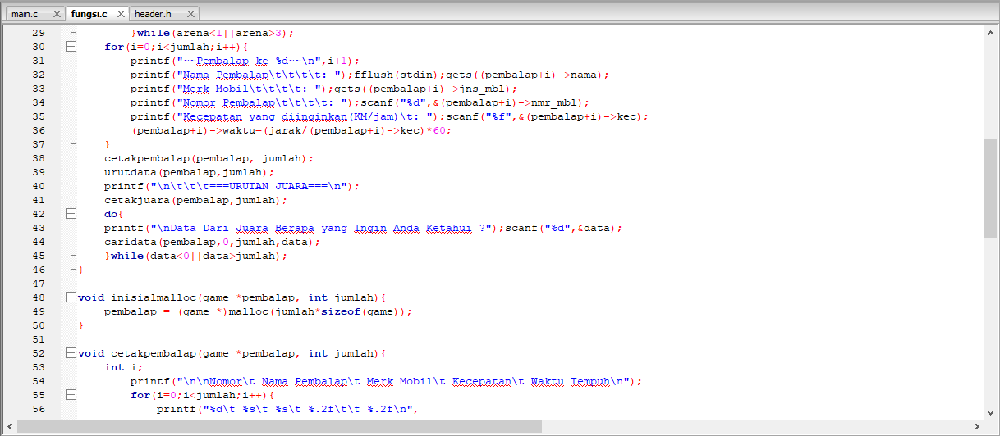 main.c fungsi.c header.h
29 }while(arena<1||arena>3);
30 for(i=0;i<jumlah;i++){
31 printf("~~Pembalap ke %d~~\n",i+1);
32 printf("Nama Pembalap\t\t\t\t: ");fflush(stdin);gets((pembalap+i)->nama);
33 printf("Merk Mobil\t\t\t\t: ");gets((pembalap+i)->jns_mbl);
34 printf("Nomor Pembalap\t\t\t\t: ");scanf("%d",&(pembalap+i)->nmr_mbl);
35 printf("Kecepatan yang diinginkan(KM/jam)\t: ");scanf("%f",&(pembalap+i)->kec);
36 (pembalap+i)->waktu=(jarak/(pembalap+i)->kec)*60;
37 }
38 cetakpembalap(pembalap, jumlah);
39 urutdata(pembalap,jumlah);
40 printf("\n\t\t\t===URUTAN JUARA===\n");
41 cetakjuara(pembalap,jumlah);
42 do{
43 printf("\nData Dari Juara Berapa yang Ingin Anda Ketahui ?");scanf("%d",&data);
44 caridata(pembalap,0,jumlah,data);
45 }while(data<0||data>jumlah);
46 }
47
48 void inisialmalloc(game *pembalap, int jumlah){
49 pembalap = (game *)malloc(jumlah*sizeof(game));
50 }
51
52 void cetakpembalap(game *pembalap, int jumlah){
53 int i;
54 printf("\n\nNomor\t Nama Pembalap\t Merk Mobil\t Kecepatan\t Waktu Tempuh\n");
55 for(i=0;i<jumlah;i++){
56 printf("%d\t %s\t %s\t %.2f\t\t %.2f\n",